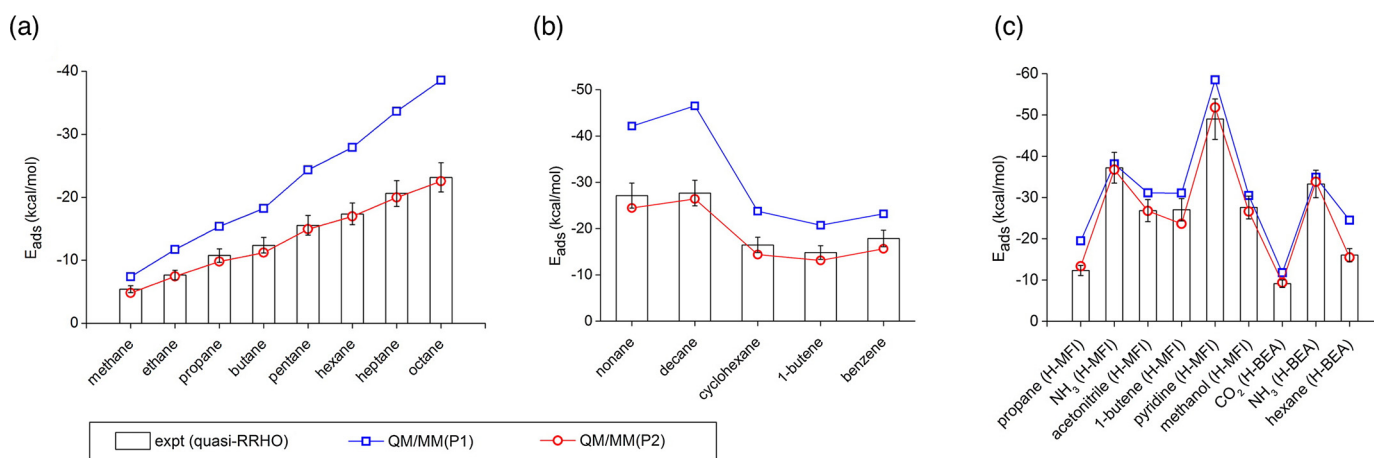 (a)
E_ads (kcal/mol)
-40
-30
-20
-10
0
methane
ethane
propane
butane
pentane
hexane
heptane
octane
(b)
E_ads (kcal/mol)
-50
-40
-30
-20
-10
0
nonane
decane
cyclohexane
1-butene
benzene
(c)
E_ads (kcal/mol)
-60
-50
-40
-30
-20
-10
0
propane (H-MFI)
NH₃ (H-MFI)
acetonitrile (H-MFI)
1-butene (H-MFI)
pyridine (H-MFI)
methanol (H-MFI)
CO₂ (H-BEA)
NH₃ (H-BEA)
hexane (H-BEA)
expt (quasi-RRHO) QM/MM(P1) QM/MM(P2)